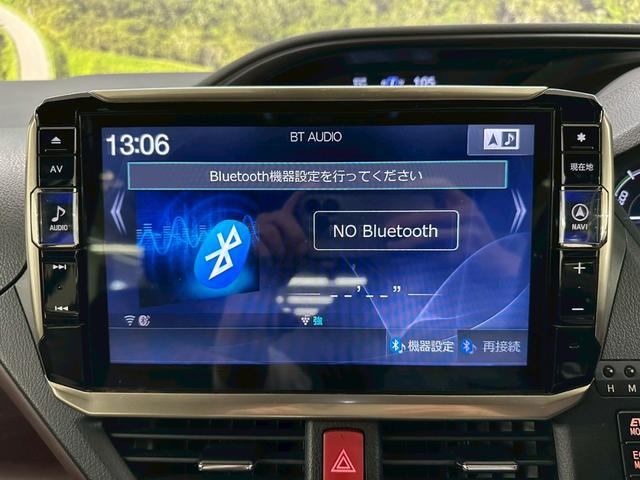 105
13:06
BT AUDIO
Bluetooth機器設定を行ってください
NO Bluetooth
--'--"
強
機器設定
再接続
AV
AUDIO
現在地
NAVI
H M